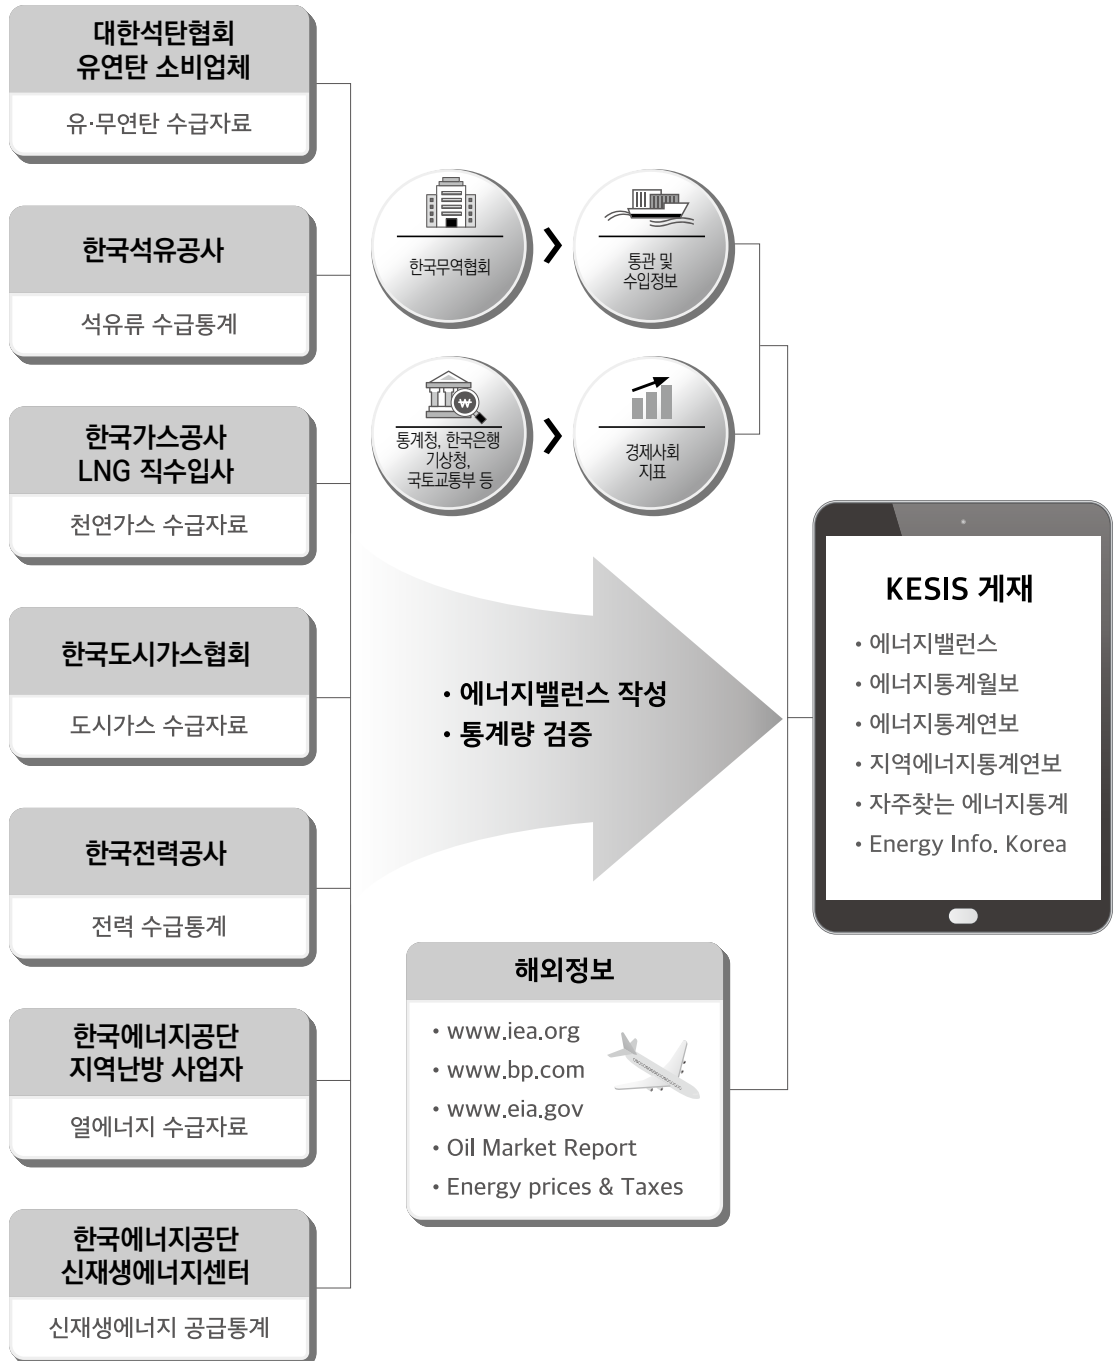 대한석탄협회
유연탄 소비업체
유·무연탄 수급자료
한국석유공사
석유류 수급통계
한국가스공사
LNG 직수입사
천연가스 수급자료
한국도시가스협회
도시가스 수급자료
한국전력공사
전력 수급통계
한국에너지공단
지역난방 사업자
열에너지 수급자료
한국에너지공단
신재생에너지센터
신재생에너지 공급통계
한국무역협회
통관 및
수입정보
통계청, 한국은행
기상청,
국토교통부 등
경제사회
지표
• 에너지밸런스 작성
• 통계량 검증
해외정보
• www.iea.org
• www.bp.com
• www.eia.gov
• Oil Market Report
• Energy prices & Taxes
KESIS 게재
• 에너지밸런스
• 에너지통계월보
• 에너지통계연보
• 지역에너지통계연보
• 자주찾는 에너지통계
• Energy Info. Korea